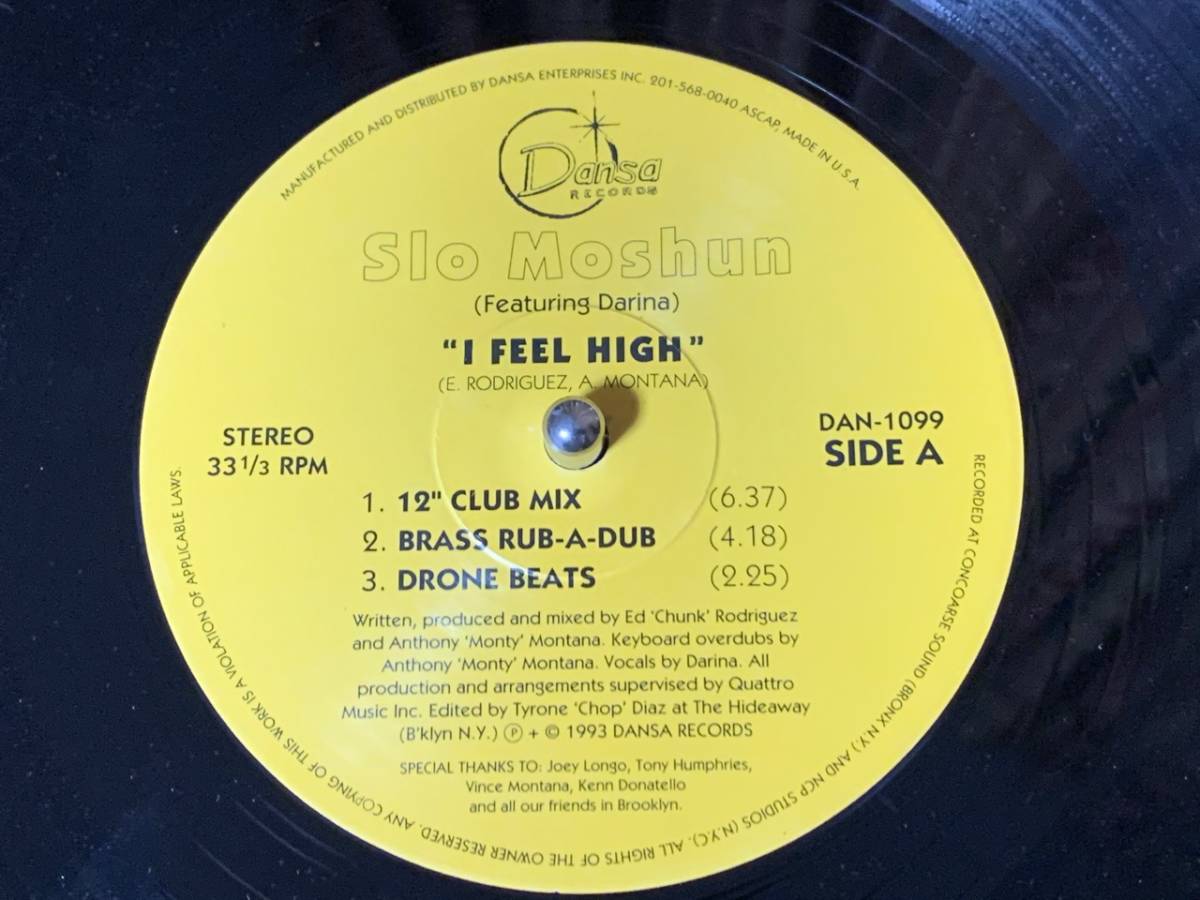 MANUFACTURED AND DISTRIBUTED BY DANSA ENTERPRISES INC. 201-568-0040 ASCAP, MADE IN U.S.A.
Dansa
RECORDS
Slo Moshun
(Featuring Darina)
"I FEEL HIGH"
(E. RODRIGUEZ, A. MONTANA)
STEREO
33 1/3 RPM
DAN-1099
SIDE A
1. 12" CLUB MIX (6.37)
2. BRASS RUB-A-DUB (4.18)
3. DRONE BEATS (2.25)
Written, produced and mixed by Ed 'Chunk' Rodriguez
and Anthony 'Monty' Montana. Keyboard overdubs by
Anthony 'Monty' Montana. Vocals by Darina. All
production and arrangements supervised by Quattro
Music Inc. Edited by Tyrone 'Chop' Diaz at The Hideaway
(B'klyn N.Y.) ℗ + © 1993 DANSA RECORDS
SPECIAL THANKS TO: Joey Longo, Tony Humphries,
Vince Montana, Kenn Donatello
and all our friends in Brooklyn.
RECORDED AT CONCOARSE SOUND (BRONX N.Y.) AND NCP STUDIOS (N.Y.C). ALL RIGHTS OF THE OWNER RESERVED. ANY COPYING OF THIS WORK IS A VIOLATION OF APPLICABLE LAWS.